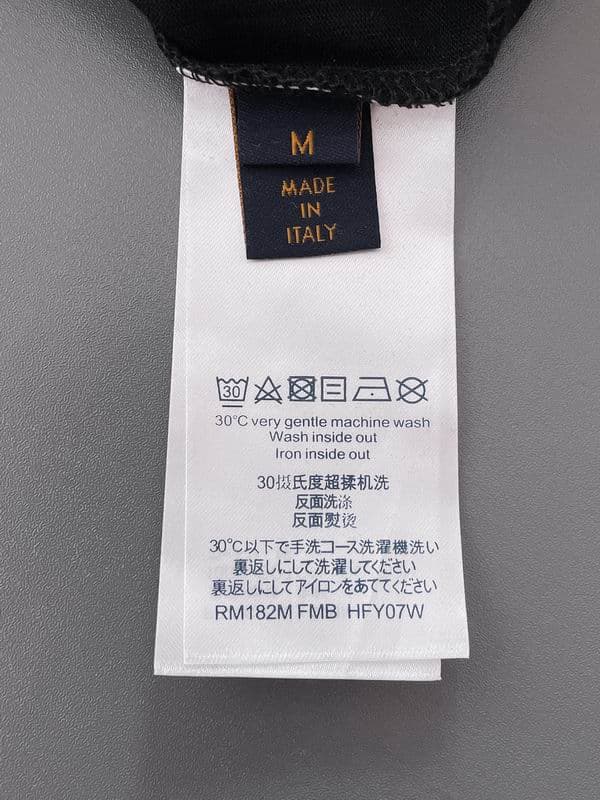 M
MADE
IN
ITALY
30
30°C very gentle machine wash
Wash inside out
Iron inside out
30摄氏度超揉机洗
反面洗涤
反面熨烫
30°C以下で手洗コース洗濯機洗い
裏返しにして洗濯してください
裏返しにしてアイロンをあててください
RM182M FMB HFY07W